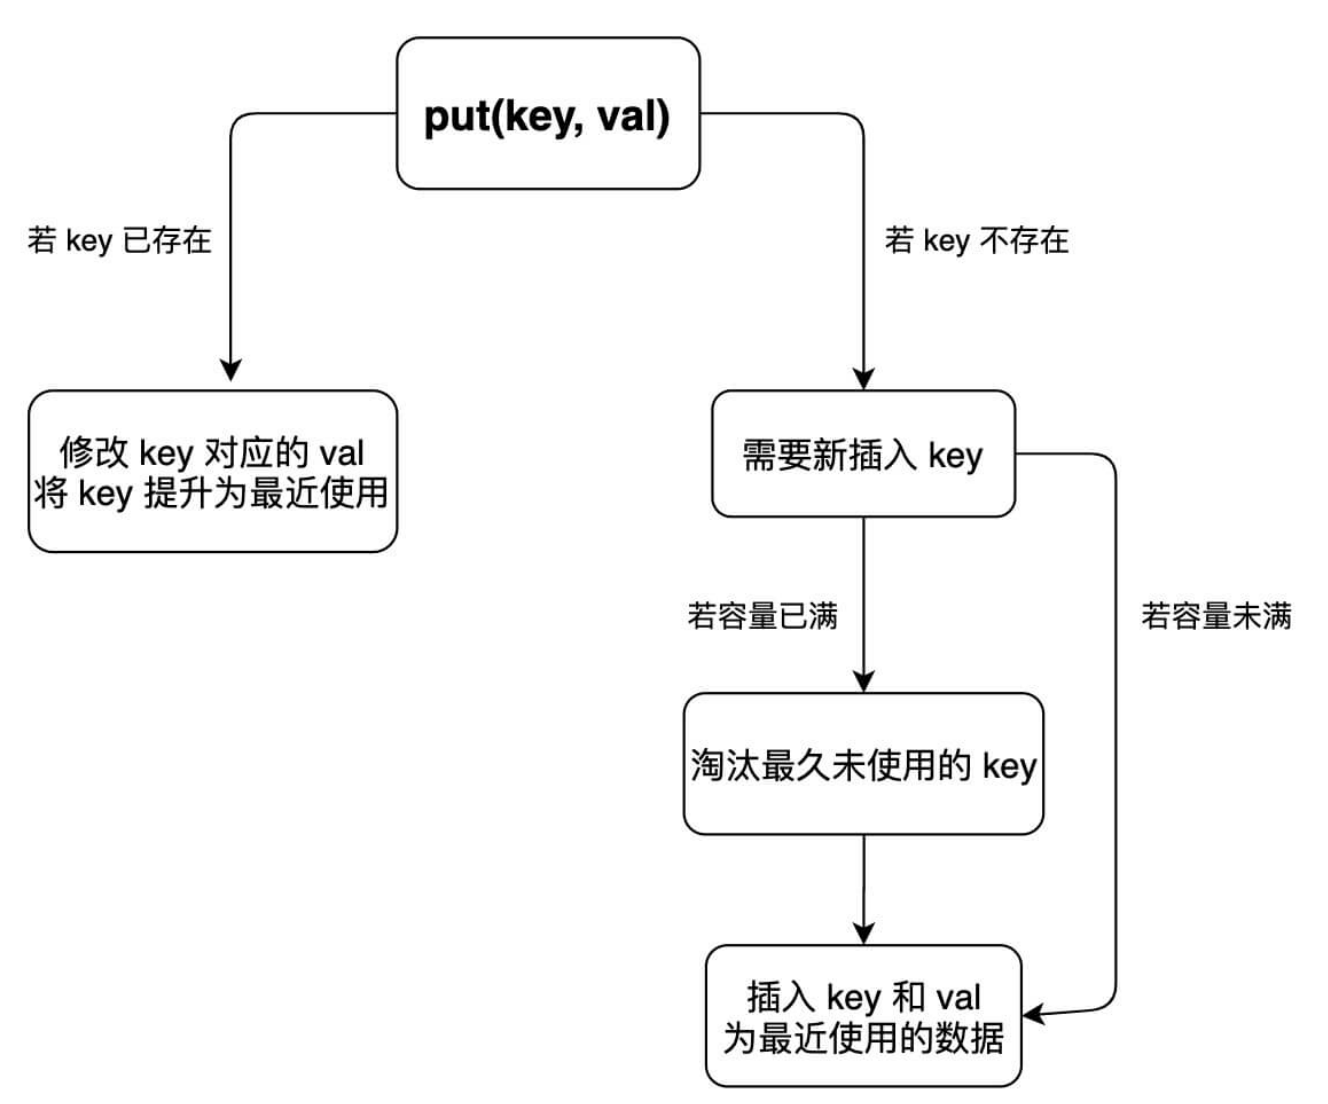 put(key, val)
若 key 已存在
若 key 不存在
修改 key 对应的 val
将 key 提升为最近使用
需要新插入 key
若容量已满
若容量未满
淘汰最久未使用的 key
插入 key 和 val
为最近使用的数据